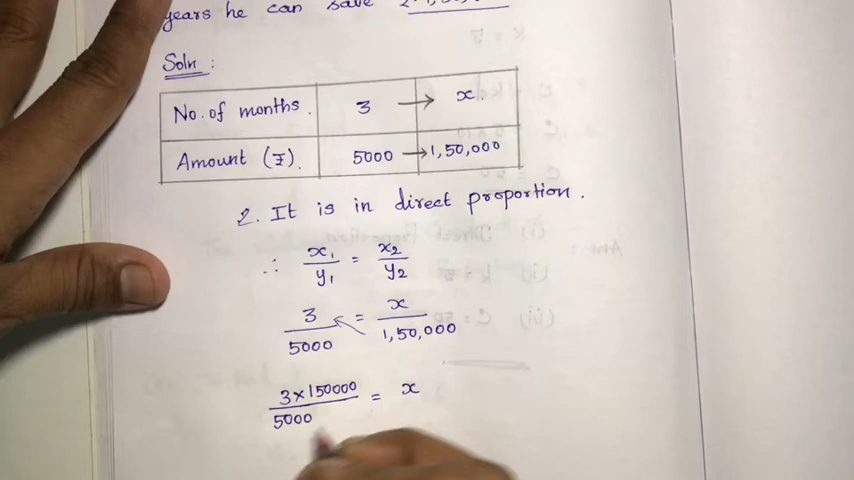 years he can save
Soln :
No. of months. 3 → x.
Amount (₹). 5000 → 1,50,000
2. It is in direct proportion.
∴ x₁/y₁ = x₂/y₂
3/5000 = x/1,50,000
3×150000/5000 = x